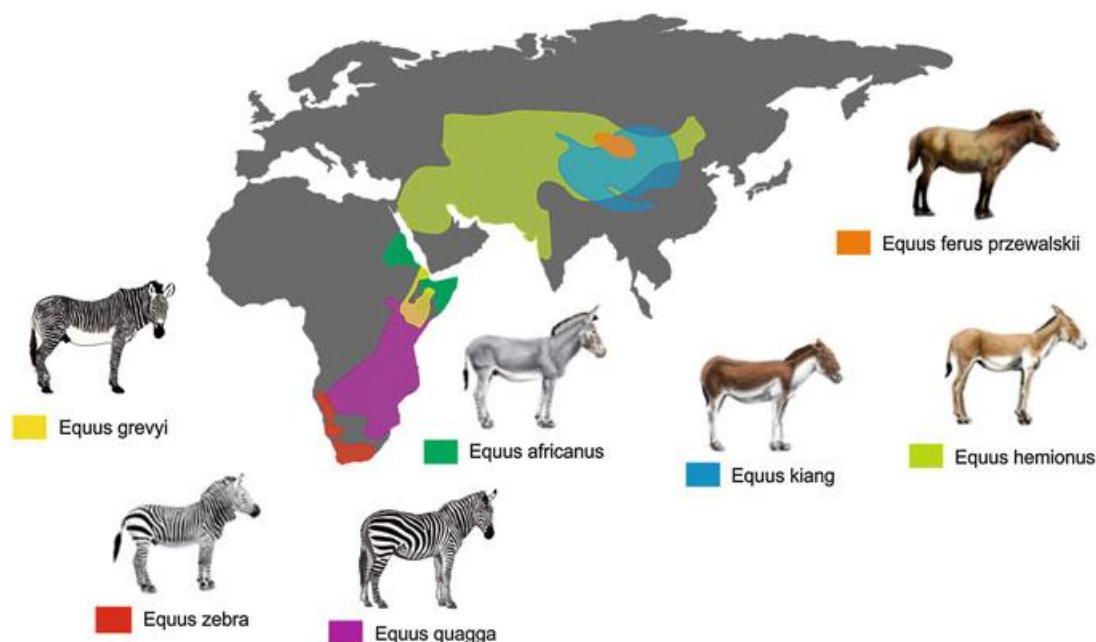 Equus ferus przewalskii
Equus grevyi
Equus africanus
Equus kiang
Equus hemionus
Equus zebra
Equus quagga